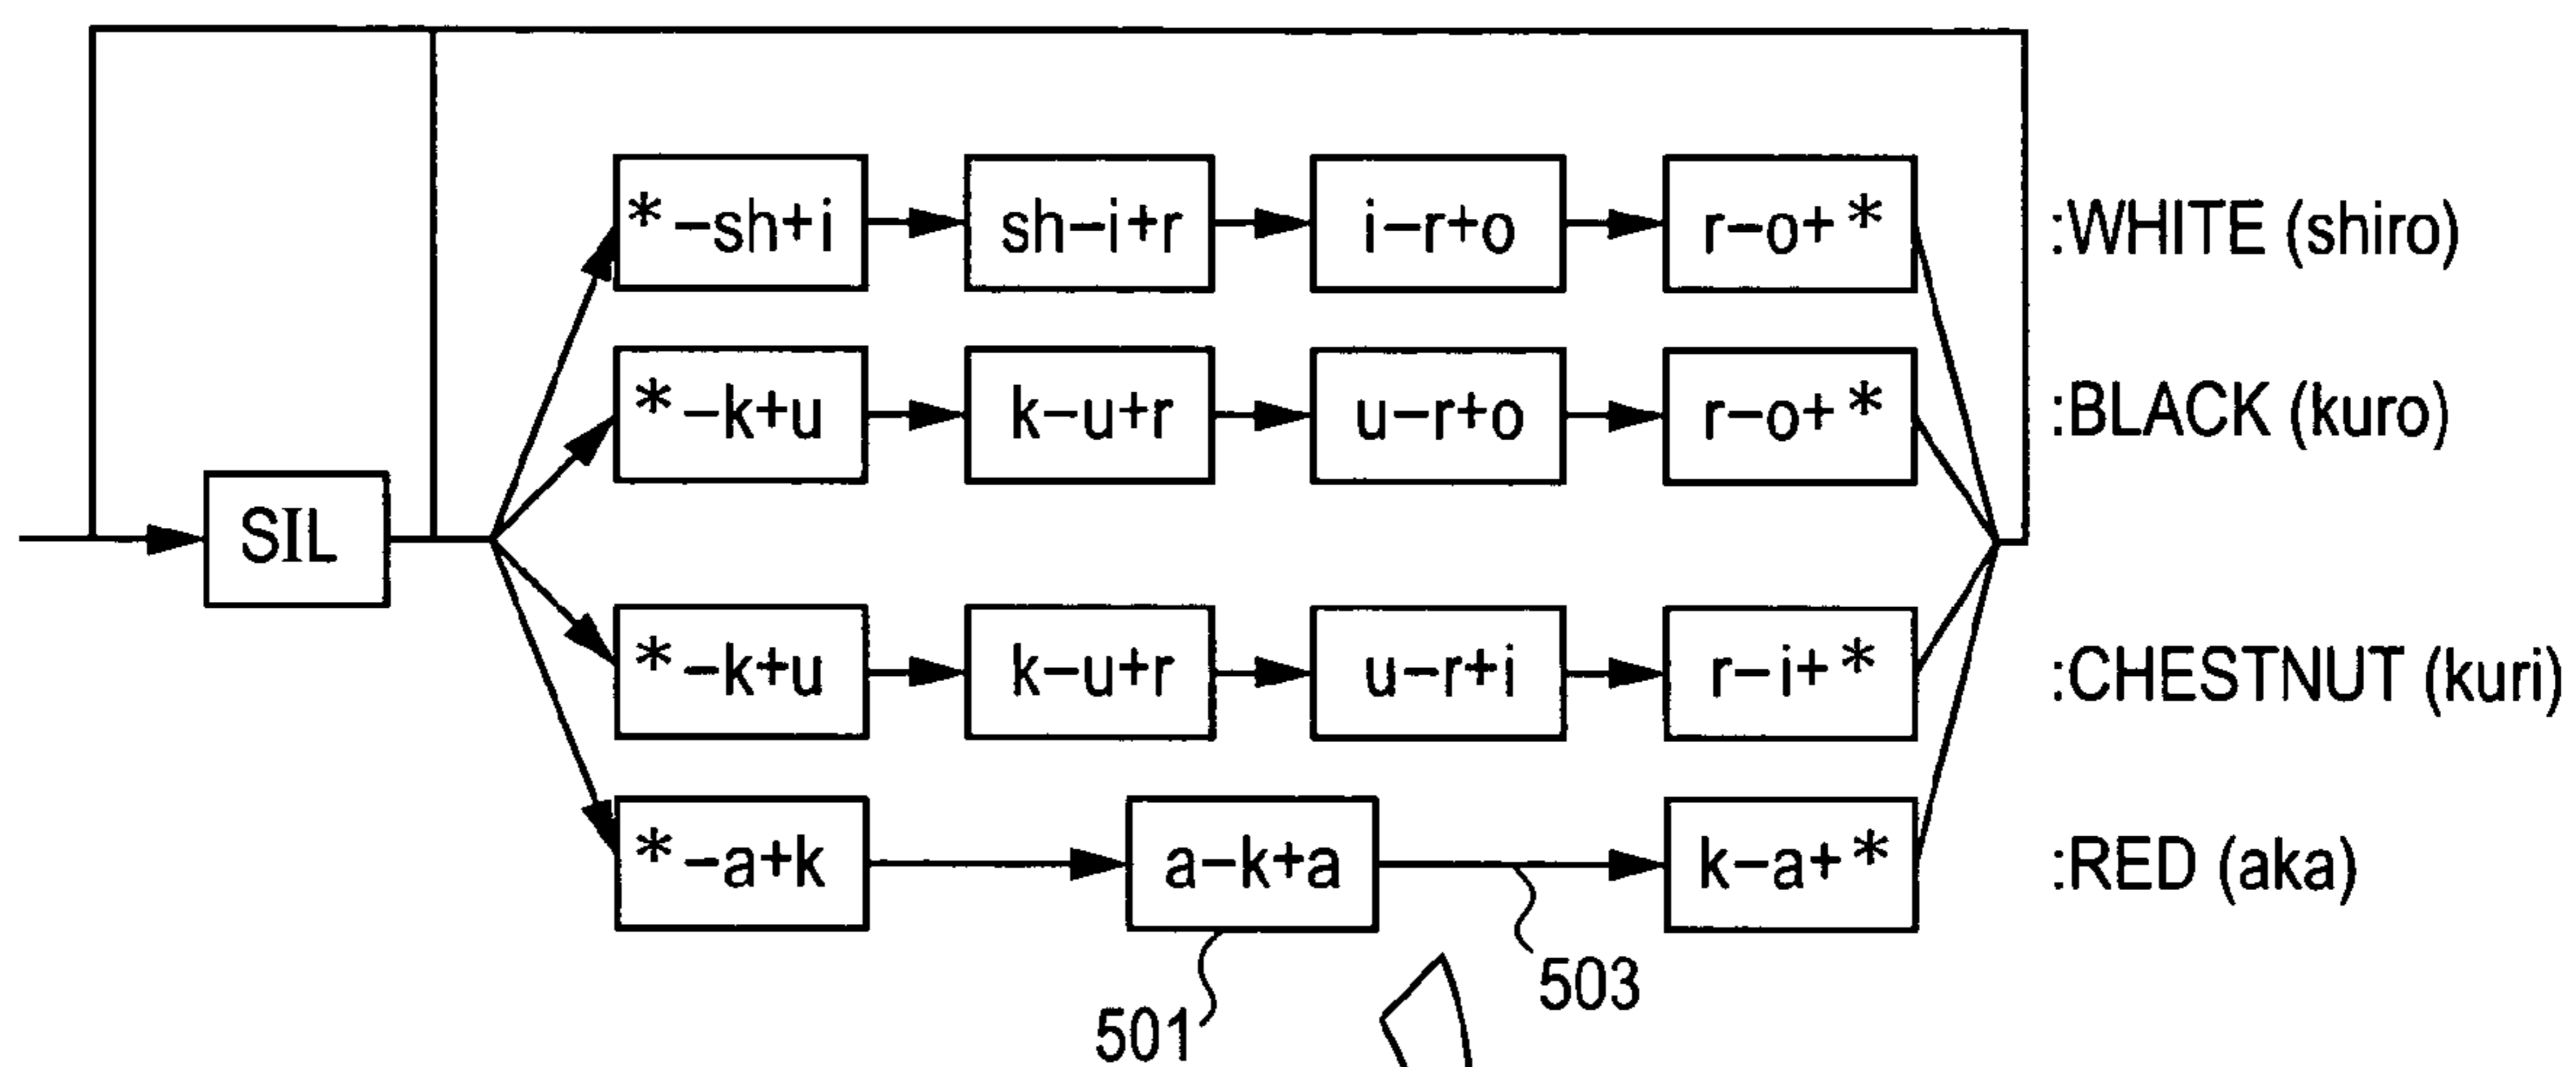 *-sh+i sh-i+r i-r+o r-o+* :WHITE (shiro)
*-k+u k-u+r u-r+o r-o+* :BLACK (kuro)
SIL
*-k+u k-u+r u-r+i r-i+* :CHESTNUT (kuri)
*-a+k a-k+a k-a+* :RED (aka)
503
501